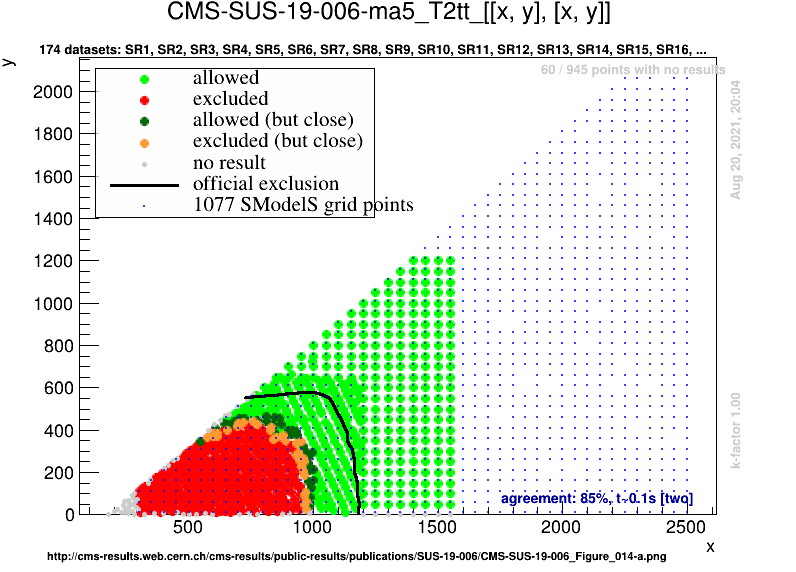 CMS-SUS-19-006-ma5_T2tt_[[x, y], [x, y]]
174 datasets: SR1, SR2, SR3, SR4, SR5, SR6, SR7, SR8, SR9, SR10, SR11, SR12, SR13, SR14, SR15, SR16, ...
60 / 945 points with no results
y
allowed
excluded
allowed (but close)
excluded (but close)
no result
official exclusion
1077 SModelS grid points
2000
1800
1600
1400
1200
1000
800
600
400
200
0
Aug 20, 2021, 20:04
k-factor 1.00
agreement: 85%, t~0.1s [two]
500
1000
1500
2000
2500
x
http://cms-results.web.cern.ch/cms-results/public-results/publications/SUS-19-006/CMS-SUS-19-006_Figure_014-a.png